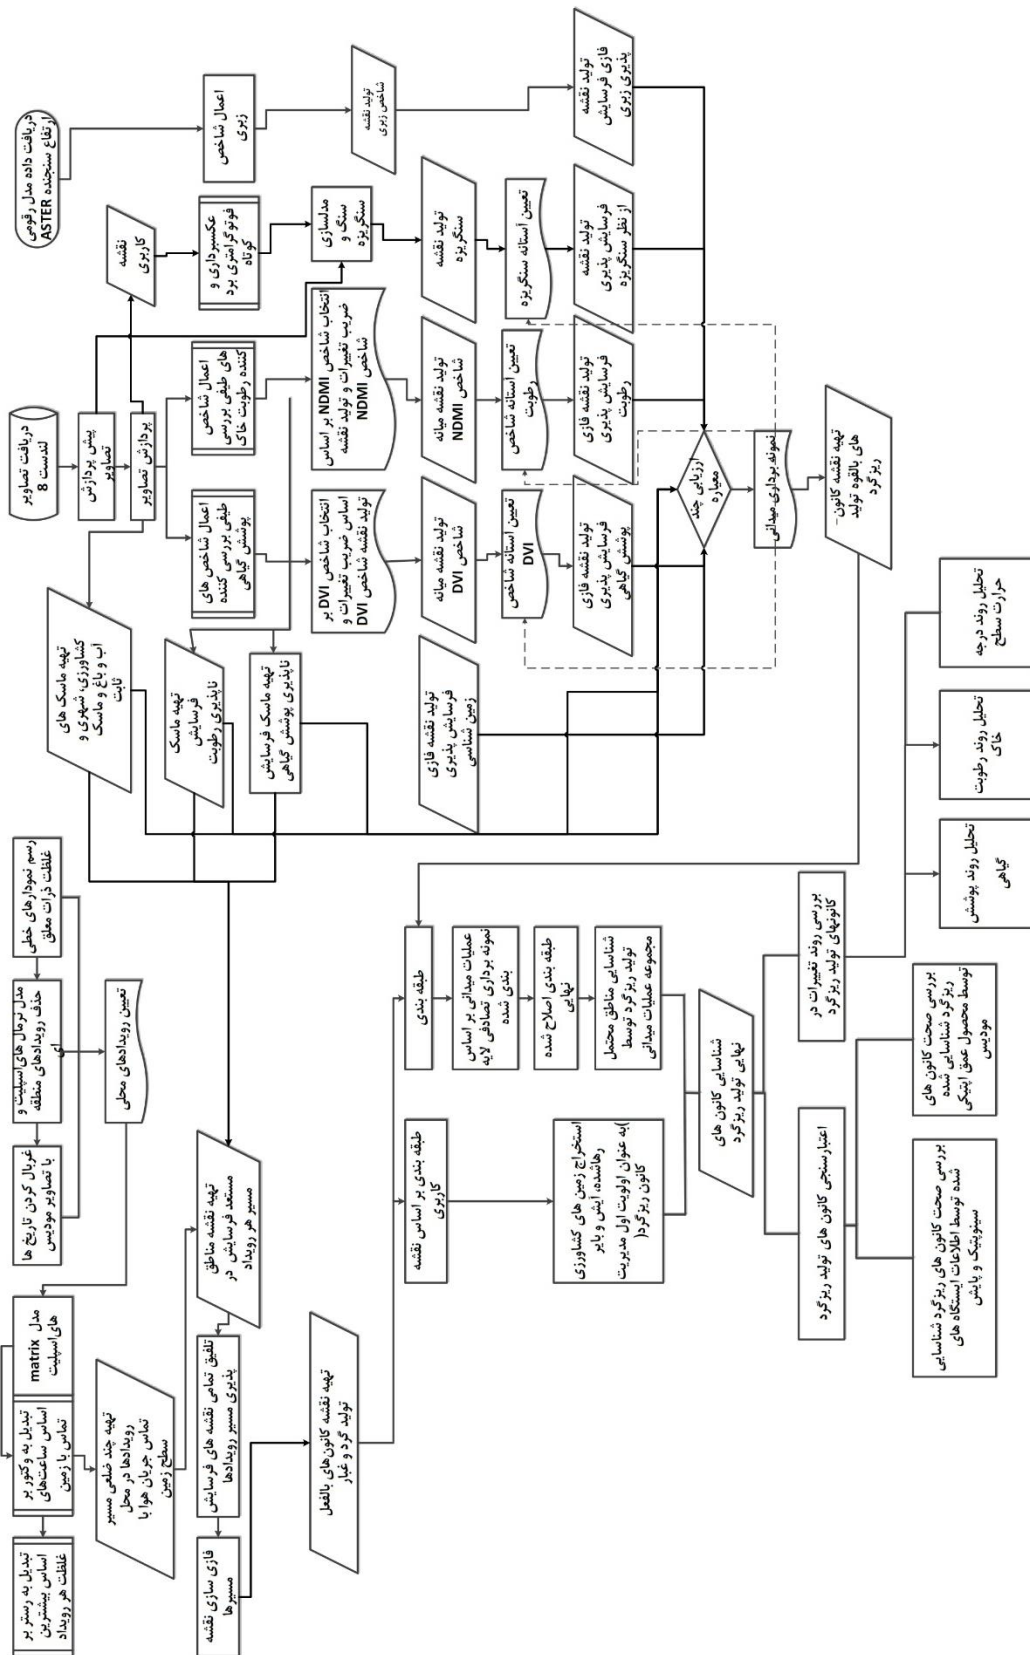 دریافت داده مدل رقومی
ارتفاع سنجنده ASTER
اعمال شاخص
زبری
تولید نقشه
شاخص زبری
تولید نقشه
فازی فرسایش
پذیری زبری
نقشه
کاربری
عکسبرداری و
فوتوگرامتری برد
کوتاه
مدلسازی
سنگ و
سنگریزه
تولید نقشه
سنگریزه
تعیین آستانه سنگریزه
تولید نقشه
فرسایش پذیری
از نظر سنگریزه
دریافت تصاویر
لندست 8
پیش پردازش
تصاویر
پردازش تصاویر
اعمال شاخص
های طیفی بررسی
کننده رطوبت خاک
انتخاب شاخص NDMI بر اساس
ضریب تغییرات و تولید نقشه
شاخص NDMI
تولید نقشه میانه
شاخص NDMI
تعیین آستانه شاخص
رطوبت
تولید نقشه فازی
فرسایش پذیری
رطوبت
اعمال شاخص های
طیفی بررسی کننده
پوشش گیاهی
انتخاب شاخص DVI بر
اساس ضریب تغییرات و
تولید نقشه شاخص DVI
تولید نقشه میانه
شاخص DVI
تعیین آستانه شاخص
DVI
تولید نقشه فازی
فرسایش پذیری
پوشش گیاهی
ارزیابی چند
معیاره
نمونه برداری میدانی
تهیه نقشه کانون-
های بالقوه تولید
ریزگرد
تهیه ماسک های
کشاورزی، شهری و
آب و باغ و ماسک
ثابت
تهیه ماسک
فرسایش
ناپذیری رطوبت
تهیه ماسک فرسایش
ناپذیری پوشش گیاهی
تولید نقشه فازی
فرسایش پذیری
زمین شناسی
رسم نمودارهای خطی
غلظت ذرات معلق
مدل نرمال های‌اسپلیت و
حذف رویدادهای منطقه
ای
غربال کردن تاریخ ها
با تصاویر مودیس
تعیین رویدادهای محلی
مدل matrix
های‌اسپلیت
تبدیل به وکتور بر
اساس ساعت‌های
تماس با زمین
تبدیل به رستر بر
اساس بیشترین
غلظت هر رویداد
تهیه چند ضلعی مسیر
رویدادها در محل
تماس جریان هوا با
سطح زمین
تهیه نقشه مناطق
مستعد فرسایش در
مسیر هر رویداد
تلفیق تمامی نقشه های فرسایش
پذیری مسیر رویدادها
فازی سازی نقشه
مسیرها
تهیه نقشه کانون‌های بالفعل
تولید گرد و غبار
طبقه بندی
عملیات میدانی بر اساس
نمونه برداری تصادفی لایه
بندی شده
طبقه بندی اصلاح شده
نهایی
شناسایی مناطق محتمل
تولید ریزگرد توسط
مجموعه عملیات میدانی
طبقه بندی بر اساس نقشه
کاربری
استخراج زمین های کشاورزی
رهاشده، آیش و بایر
)به عنوان اولویت اول مدیریت
کانون ریزگرد(
شناسایی کانون های
نهایی تولید ریزگرد
بررسی روند تغییرات در
کانونهای تولید ریزگرد
تحلیل روند درجه
حرارت سطح
تحلیل روند رطوبت
خاک
تحلیل روند پوشش
گیاهی
اعتبارسنجی کانون های تولید ریزگرد
بررسی صحت کانون های
ریزگرد شناسایی شده
توسط محصول عمق اپتیکی
مودیس
بررسی صحت کانون های ریزگرد شناسایی
شده توسط اطلاعات ایستگاه های
سینوپتیک و پایش